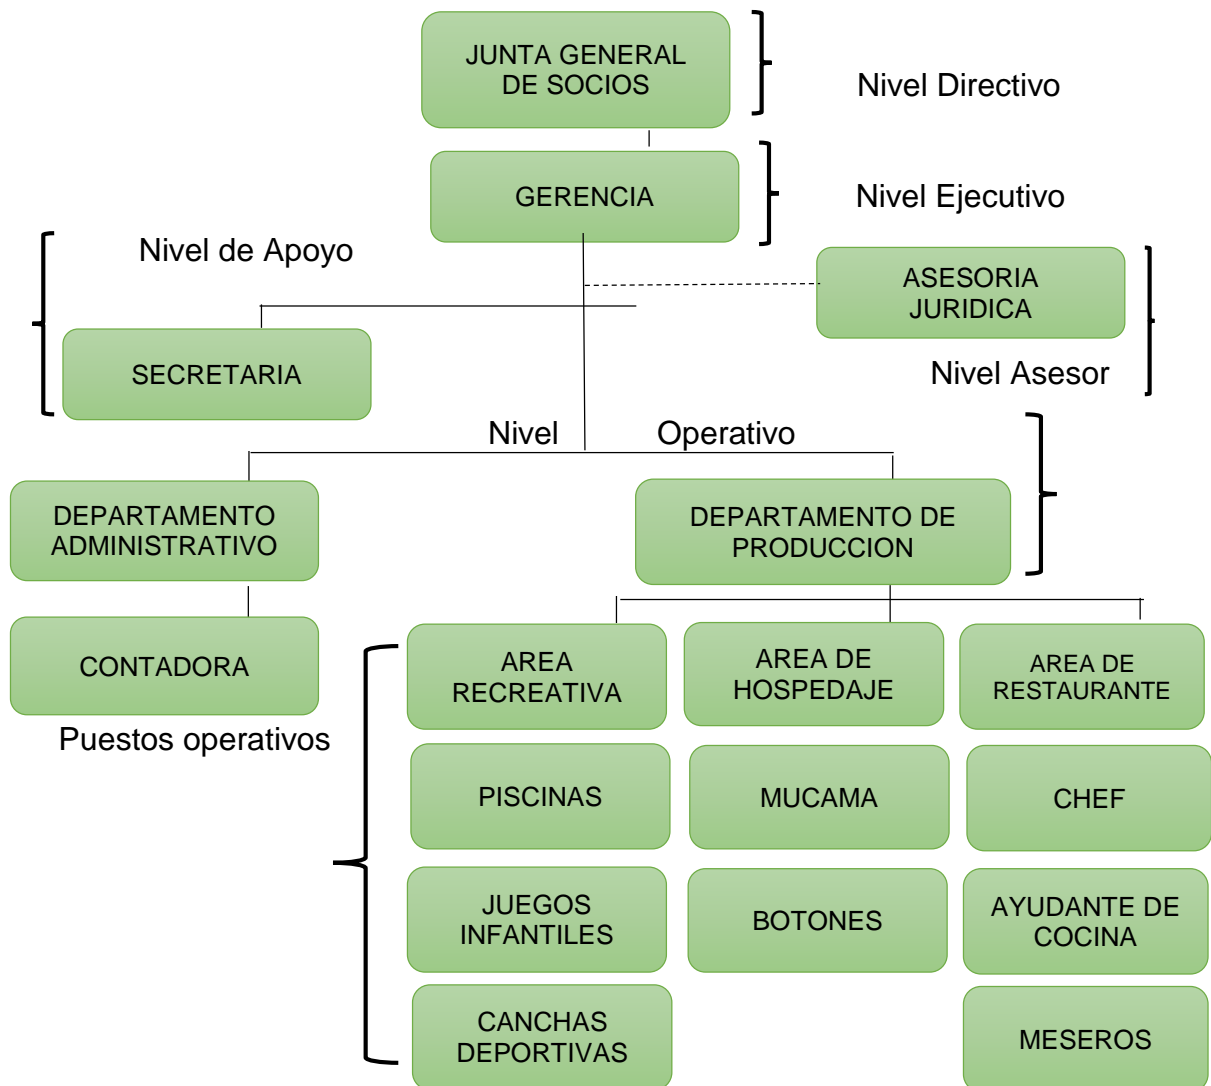 JUNTA GENERAL
DE SOCIOS
Nivel Directivo
GERENCIA
Nivel Ejecutivo
Nivel de Apoyo
ASESORIA
JURIDICA
SECRETARIA
Nivel Asesor
Nivel Operativo
DEPARTAMENTO
ADMINISTRATIVO
DEPARTAMENTO DE
PRODUCCION
CONTADORA
AREA
RECREATIVA
AREA DE
HOSPEDAJE
AREA DE
RESTAURANTE
Puestos operativos
PISCINAS
MUCAMA
CHEF
JUEGOS
INFANTILES
BOTONES
AYUDANTE DE
COCINA
CANCHAS
DEPORTIVAS
MESEROS